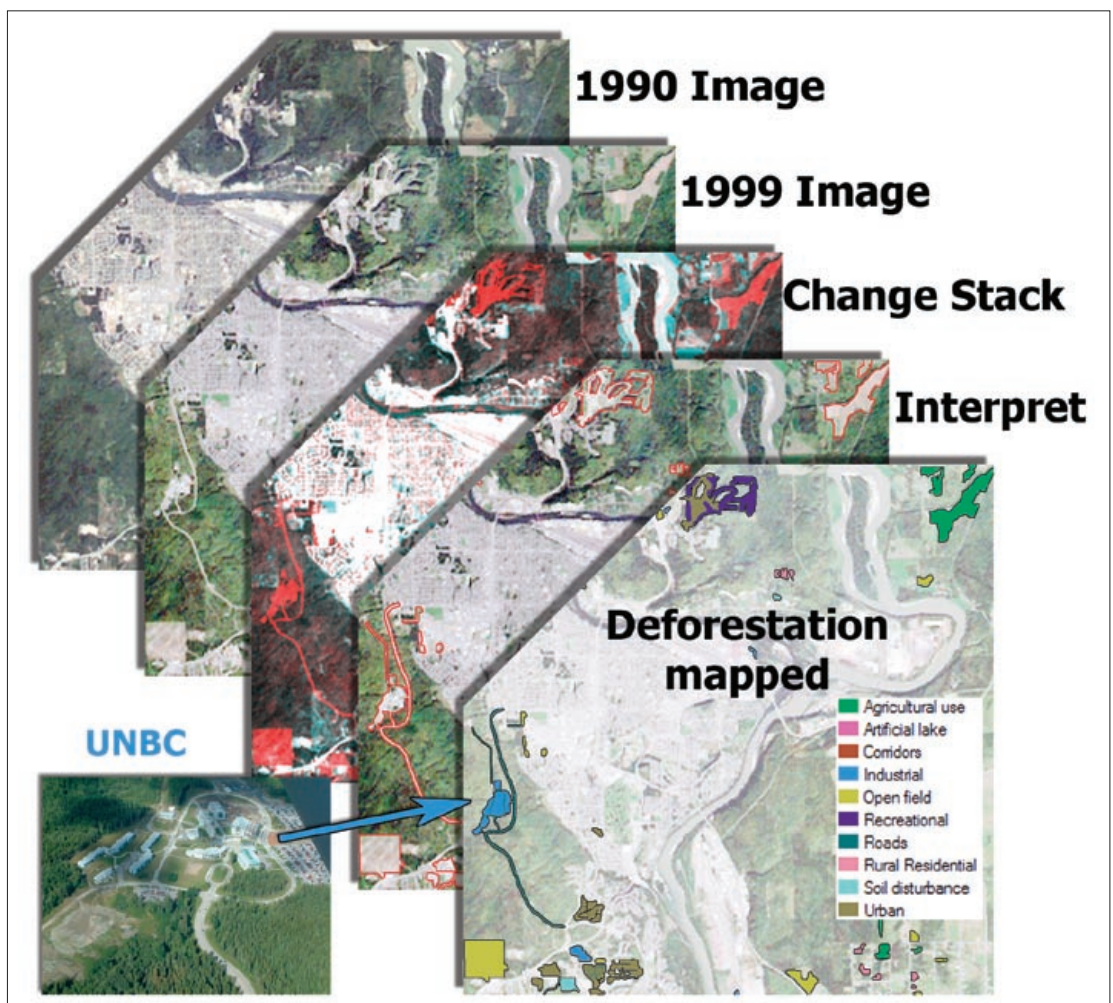 1990 Image
1999 Image
Change Stack
Interpret
Deforestation
mapped
UNBC
Agricultural use
Artificial lake
Corridors
Industrial
Open field
Recreational
Roads
Rural Residential
Soil disturbance
Urban